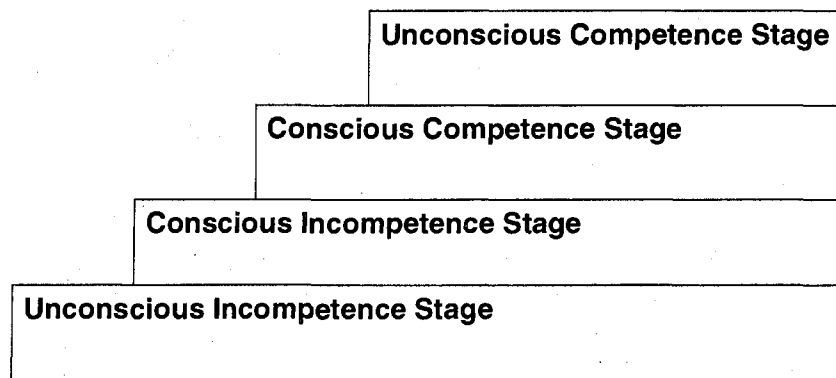 Unconscious Competence Stage
Conscious Competence Stage
Conscious Incompetence Stage
Unconscious Incompetence Stage